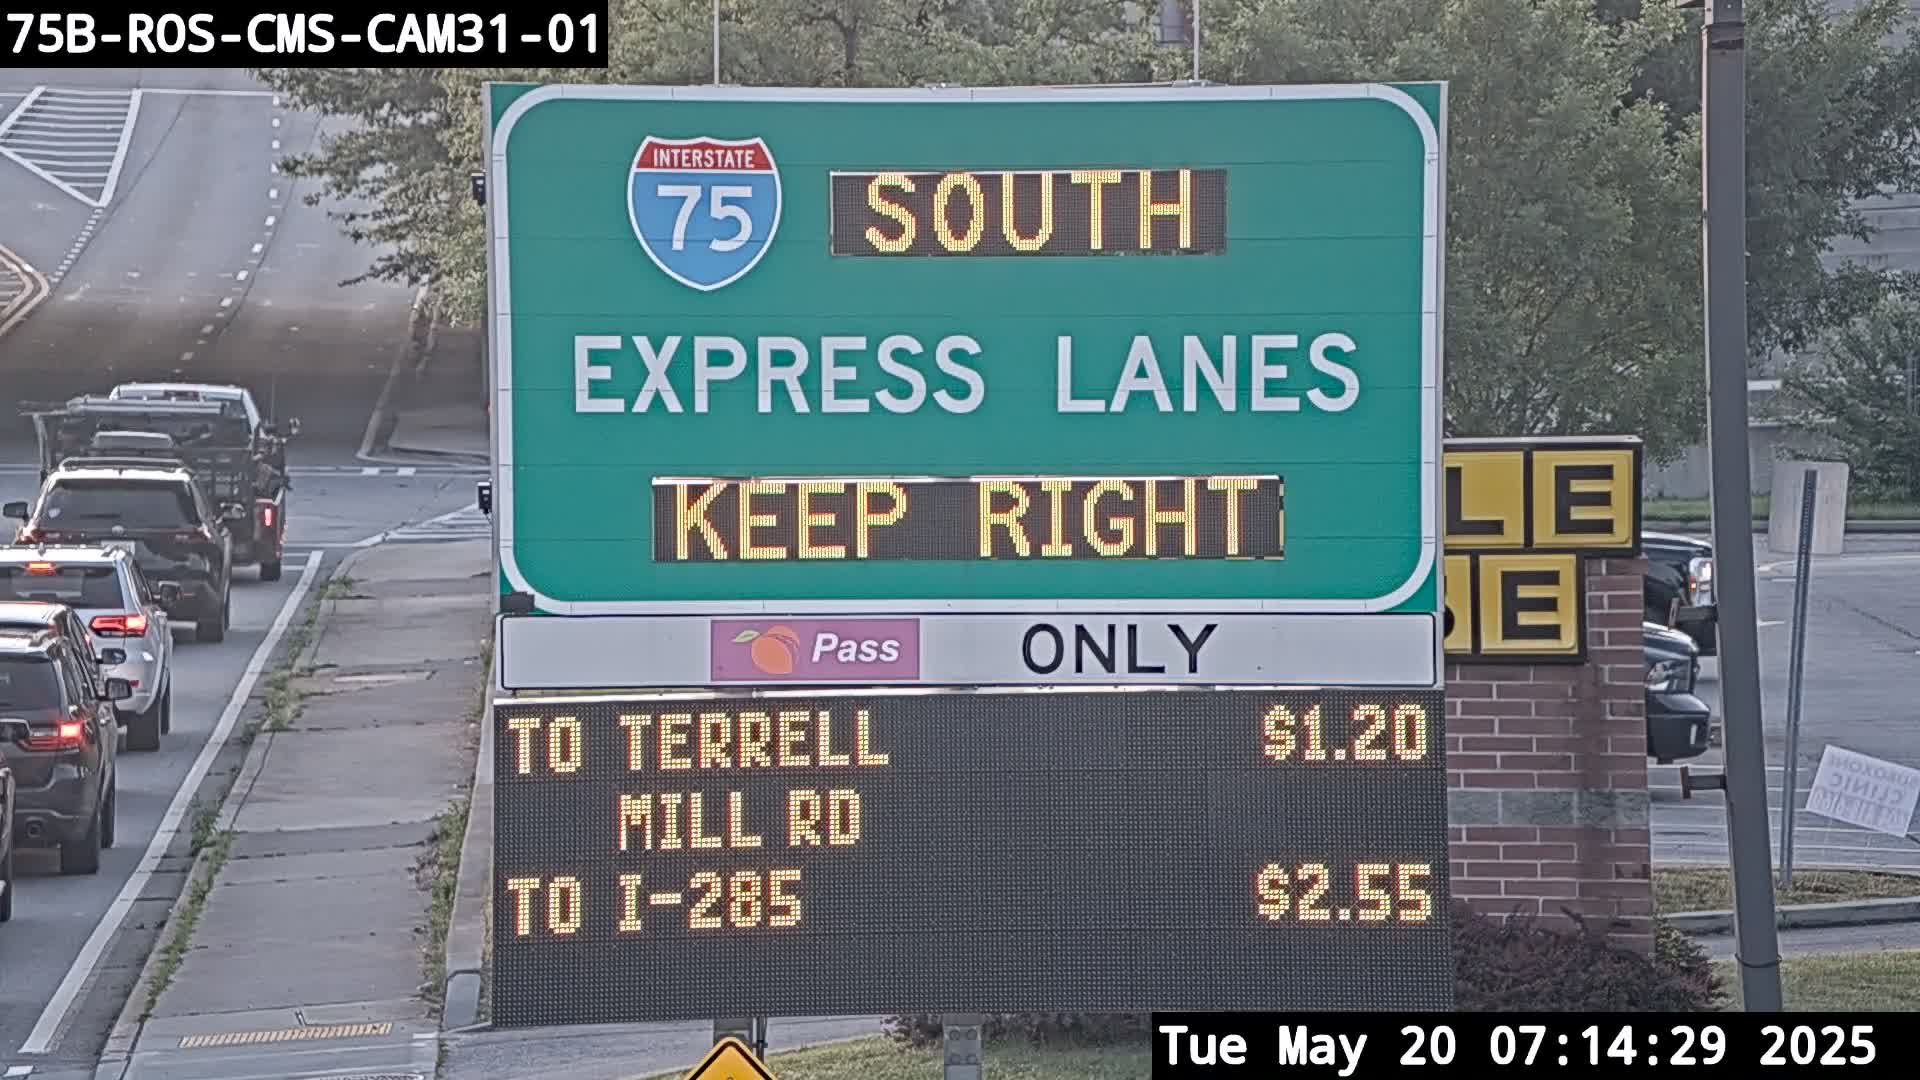 75B-ROS-CMS-CAM31-01
INTERSTATE
75
SOUTH
EXPRESS LANES
KEEP RIGHT
Pass ONLY
TO TERRELL $1.20
MILL RD
TO I-285 $2.55
LE
E
Tue May 20 07:14:29 2025